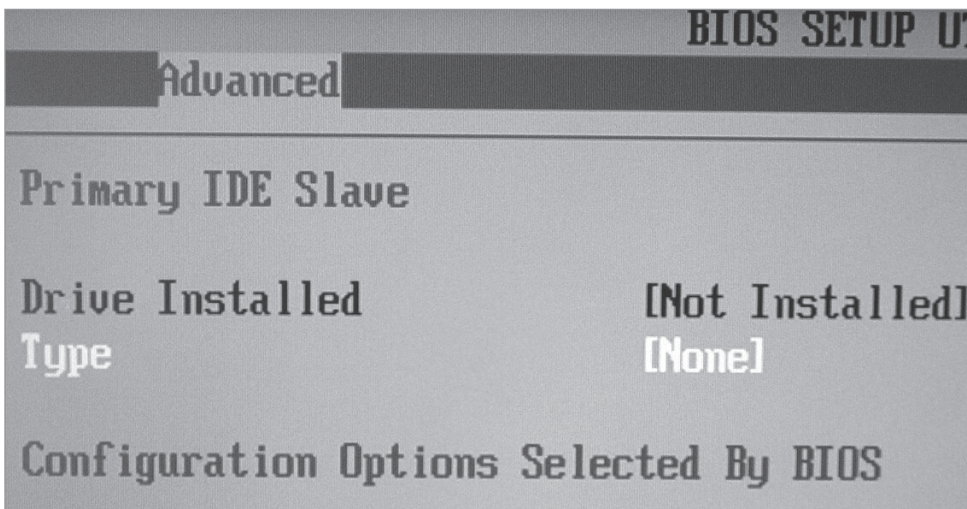 BIOS SETUP
Advanced
Primary IDE Slave
Drive Installed [Not Installed]
Type [None]
Configuration Options Selected By BIOS